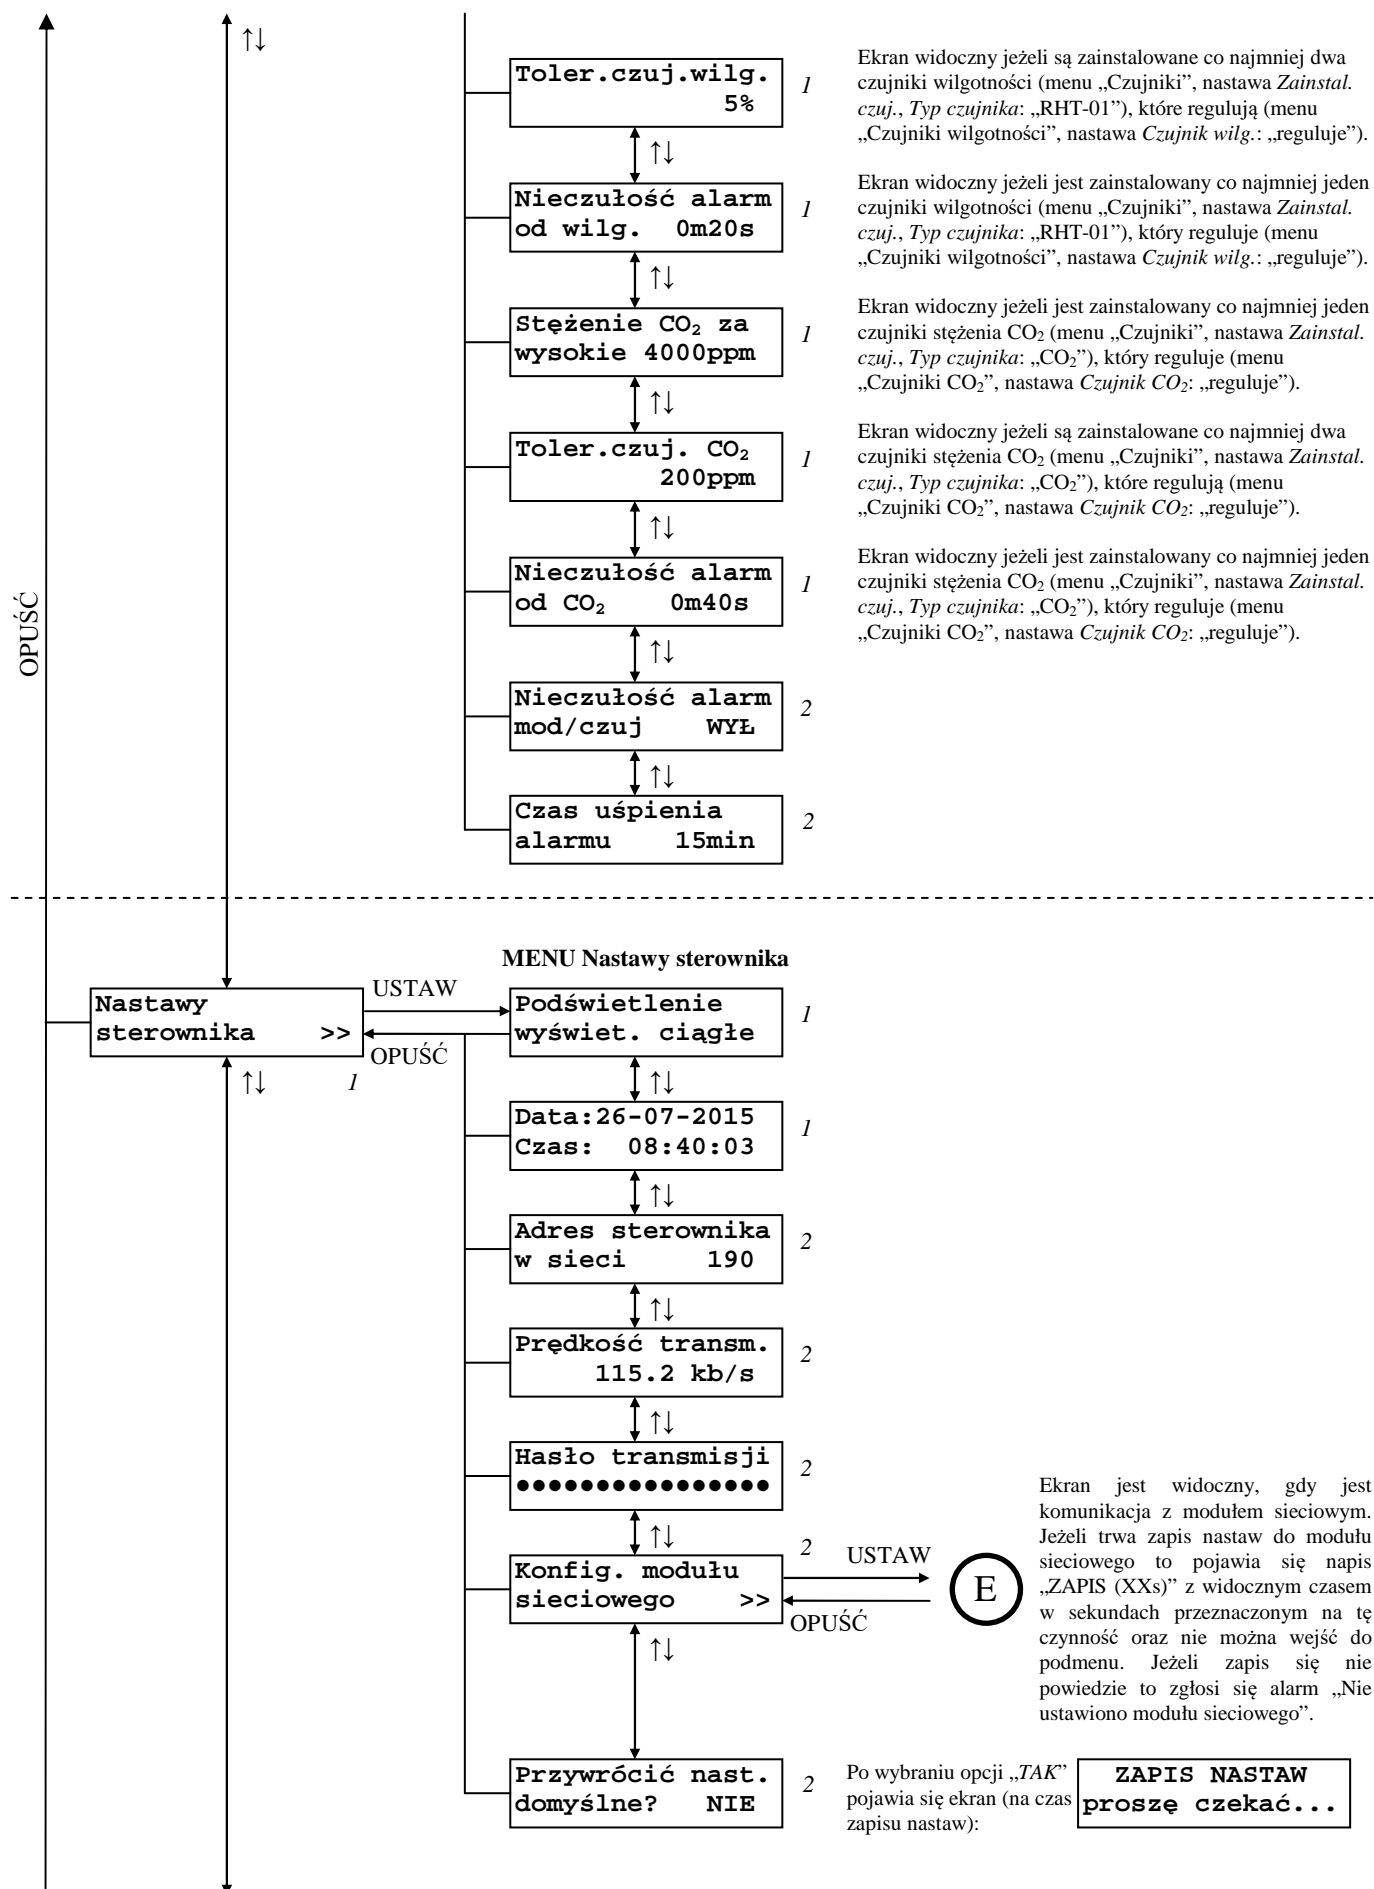 ↑↓
Toler.czuj.wilg.
5%
1
Ekran widoczny jeżeli są zainstalowane co najmniej dwa
czujniki wilgotności (menu „Czujniki”, nastawa Zainstal.
czuj., Typ czujnika: „RHT-01”), które regulują (menu
„Czujniki wilgotności”, nastawa Czujnik wilg.: „reguluje”).
↑↓
Nieczułość alarm
od wilg. 0m20s
1
Ekran widoczny jeżeli jest zainstalowany co najmniej jeden
czujniki wilgotności (menu „Czujniki”, nastawa Zainstal.
czuj., Typ czujnika: „RHT-01”), który reguluje (menu
„Czujniki wilgotności”, nastawa Czujnik wilg.: „reguluje”).
↑↓
Stężenie CO₂ za
wysokie 4000ppm
1
Ekran widoczny jeżeli jest zainstalowany co najmniej jeden
czujniki stężenia CO₂ (menu „Czujniki”, nastawa Zainstal.
czuj., Typ czujnika: „CO₂”), który reguluje (menu
„Czujniki CO₂”, nastawa Czujnik CO₂: „reguluje”).
↑↓
Toler.czuj. CO₂
200ppm
1
Ekran widoczny jeżeli są zainstalowane co najmniej dwa
czujniki stężenia CO₂ (menu „Czujniki”, nastawa Zainstal.
czuj., Typ czujnika: „CO₂”), które regulują (menu
„Czujniki CO₂”, nastawa Czujnik CO₂: „reguluje”).
↑↓
Nieczułość alarm
od CO₂ 0m40s
1
Ekran widoczny jeżeli jest zainstalowany co najmniej jeden
czujniki stężenia CO₂ (menu „Czujniki”, nastawa Zainstal.
czuj., Typ czujnika: „CO₂”), który reguluje (menu
„Czujniki CO₂”, nastawa Czujnik CO₂: „reguluje”).
OPUŚĆ
↑↓
Nieczułość alarm
mod/czuj WYŁ
2
↑↓
Czas uśpienia
alarmu 15min
2
MENU Nastawy sterownika
Nastawy
sterownika >>
1
↑↓
USTAW
OPUŚĆ
Podświetlenie
wyświet. ciągłe
1
↑↓
Data:26-07-2015
Czas: 08:40:03
1
↑↓
Adres sterownika
w sieci 190
2
↑↓
Prędkość transm.
115.2 kb/s
2
↑↓
Hasło transmisji
●●●●●●●●●●●●●●●●
2
↑↓
Konfig. modułu
sieciowego >>
2
USTAW
OPUŚĆ
E
Ekran jest widoczny, gdy jest
komunikacja z modułem sieciowym.
Jeżeli trwa zapis nastaw do modułu
sieciowego to pojawia się napis
„ZAPIS (XXs)” z widocznym czasem
w sekundach przeznaczonym na tę
czynność oraz nie można wejść do
podmenu. Jeżeli zapis się nie
powiedzie to zgłosi się alarm „Nie
ustawiono modułu sieciowego”.
↑↓
Przywrócić nast.
domyślne? NIE
2
Po wybraniu opcji „TAK”
pojawia się ekran (na czas
zapisu nastaw):
ZAPIS NASTAW
proszę czekać...